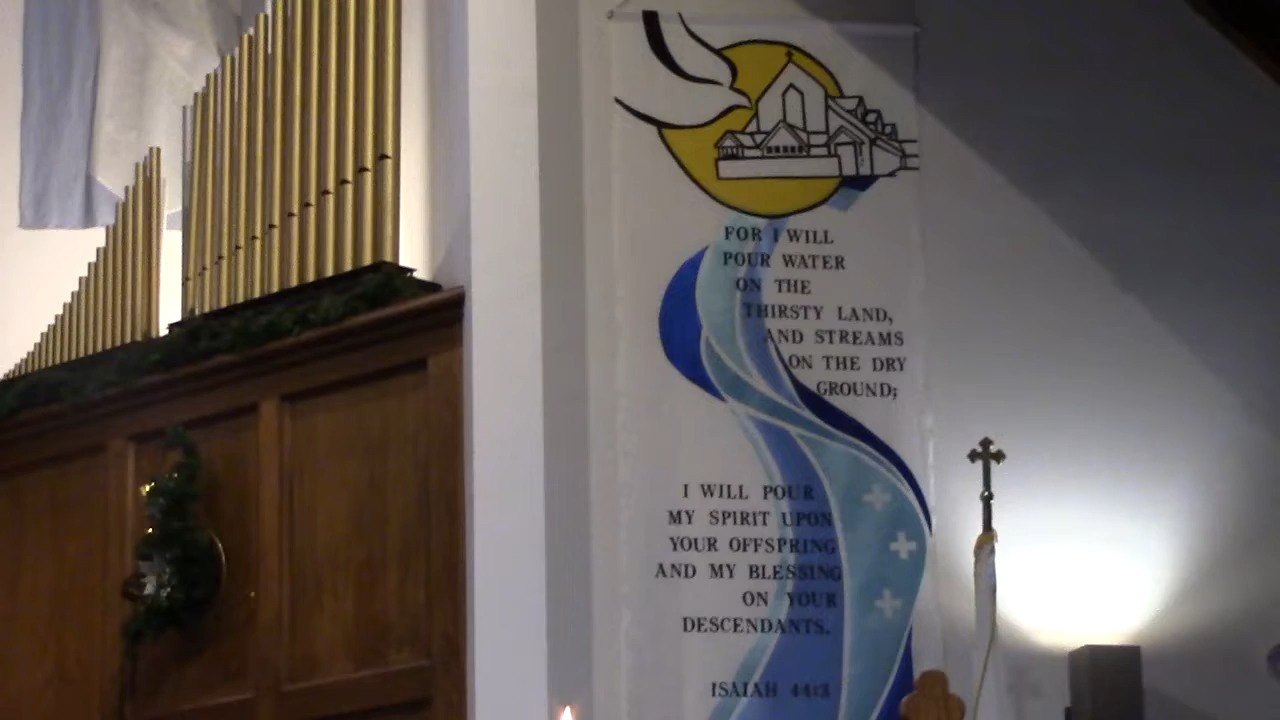 FOR I WILL
POUR WATER
ON THE
THIRSTY LAND,
AND STREAMS
ON THE DRY
GROUND;
I WILL POUR
MY SPIRIT UPON
YOUR OFFSPRING
AND MY BLESSING
ON YOUR
DESCENDANTS.
ISAIAH 44:3